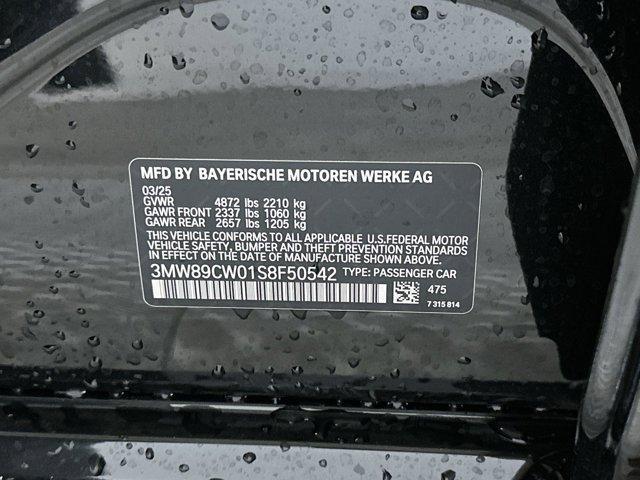 MFD BY BAYERISCHE MOTOREN WERKE AG
03/25
GVWR 4872 lbs 2210 kg
GAWR FRONT 2337 lbs 1060 kg
GAWR REAR 2657 lbs 1205 kg
THIS VEHICLE CONFORMS TO ALL APPLICABLE U.S.FEDERAL MOTOR
VEHICLE SAFETY, BUMPER AND THEFT PREVENTION STANDARDS
IN EFFECT ON THE DATE OF MANUFACTURE SHOWN ABOVE.
3MW89CW01S8F50542 TYPE: PASSENGER CAR
475
7 315 814